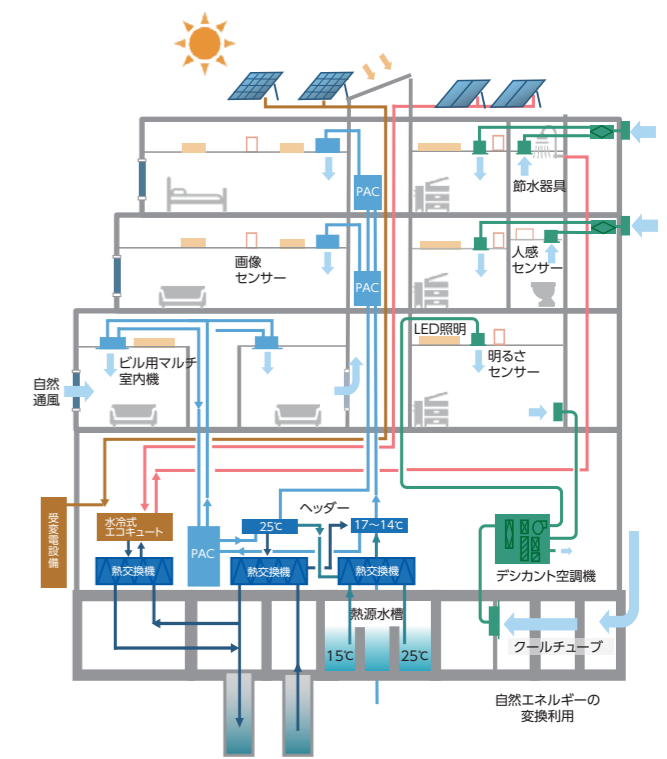 PAC
節水器具
画像
センサー
人感
センサー
PAC
LED照明
ビル用マルチ
室内機
明るさ
センサー
自然
通風
受変電設備
水冷式
エコキュート
ヘッダー
25℃
17〜14℃
PAC
熱交換機
熱交換機
熱交換機
デシカント空調機
熱源水槽
15℃
25℃
クールチューブ
自然エネルギーの
変換利用